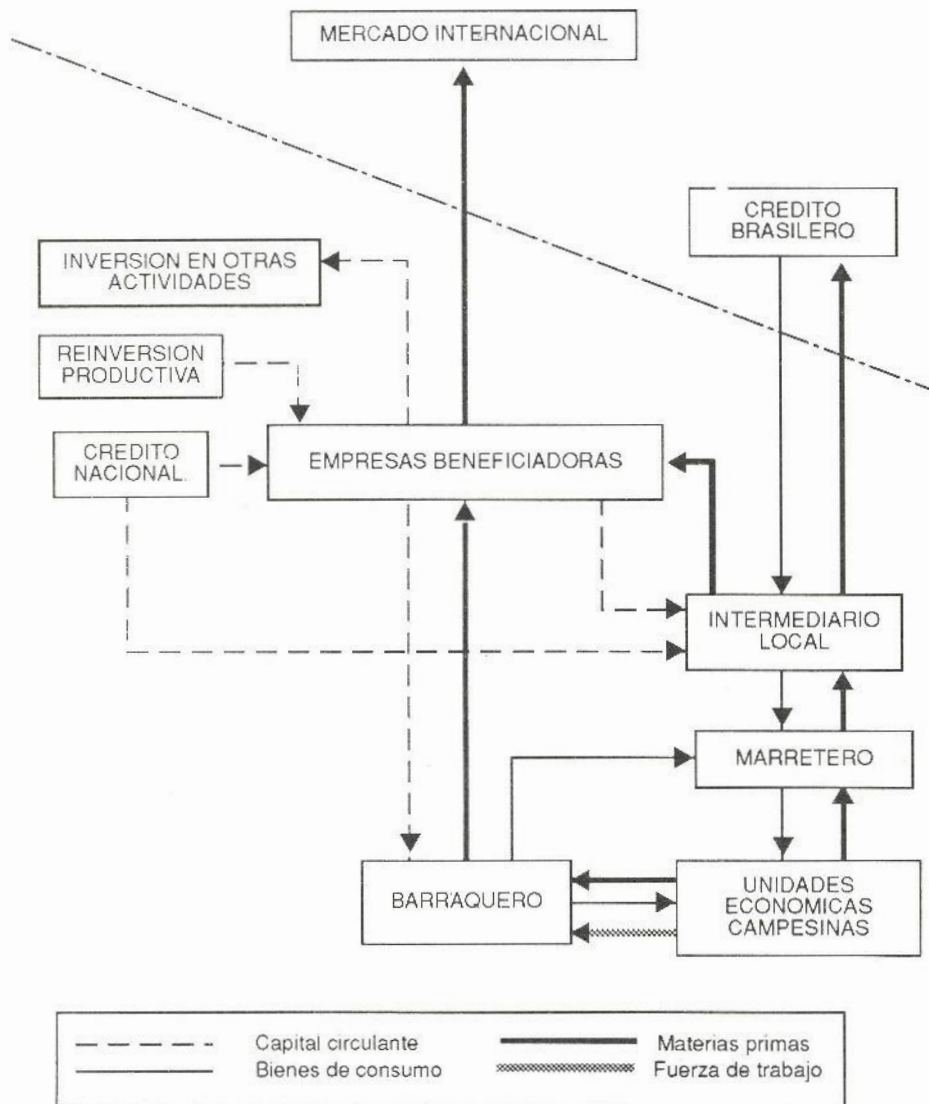 MERCADO INTERNACIONAL
CREDITO
BRASILERO
INVERSION EN OTRAS
ACTIVIDADES
REINVERSION
PRODUCTIVA
CREDITO
NACIONAL.
EMPRESAS BENEFICIADORAS
INTERMEDIARIO
LOCAL
MARRETERO
BARRAQUERO
UNIDADES
ECONOMICAS
CAMPESINAS
Capital circulante
Bienes de consumo
Materias primas
Fuerza de trabajo